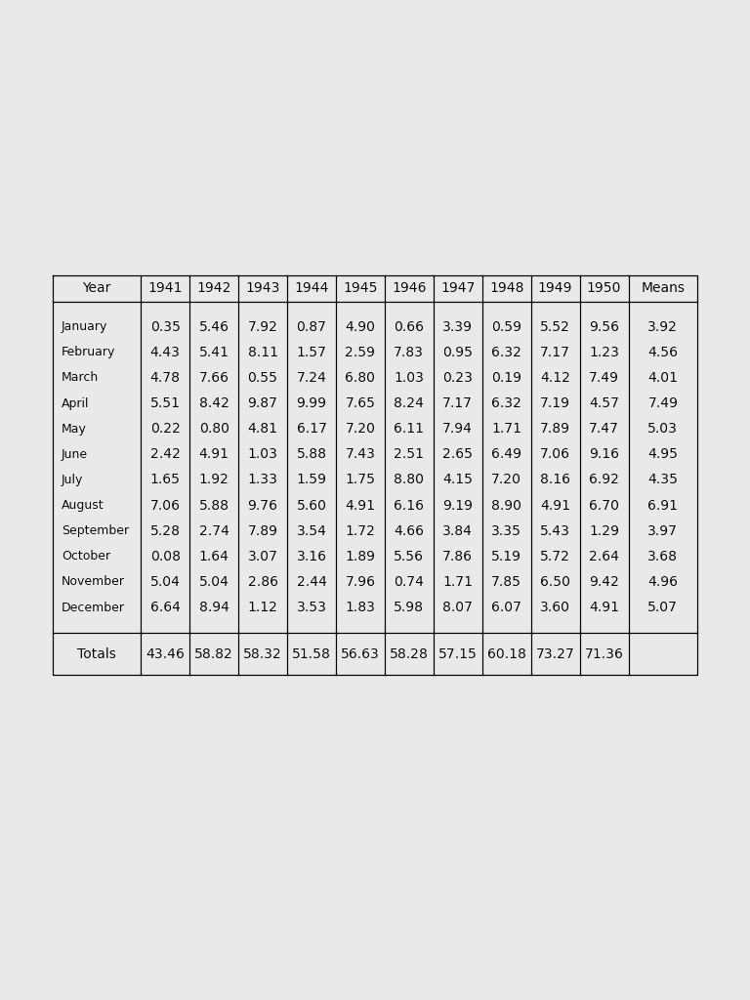 Year 1941 1942 1943 1944 1945 1946 1947 1948 1949 1950 Means
January 0.35 5.46 7.92 0.87 4.90 0.66 3.39 0.59 5.52 9.56 3.92
February 4.43 5.41 8.11 1.57 2.59 7.83 0.95 6.32 7.17 1.23 4.56
March 4.78 7.66 0.55 7.24 6.80 1.03 0.23 0.19 4.12 7.49 4.01
April 5.51 8.42 9.87 9.99 7.65 8.24 7.17 6.32 7.19 4.57 7.49
May 0.22 0.80 4.81 6.17 7.20 6.11 7.94 1.71 7.89 7.47 5.03
June 2.42 4.91 1.03 5.88 7.43 2.51 2.65 6.49 7.06 9.16 4.95
July 1.65 1.92 1.33 1.59 1.75 8.80 4.15 7.20 8.16 6.92 4.35
August 7.06 5.88 9.76 5.60 4.91 6.16 9.19 8.90 4.91 6.70 6.91
September 5.28 2.74 7.89 3.54 1.72 4.66 3.84 3.35 5.43 1.29 3.97
October 0.08 1.64 3.07 3.16 1.89 5.56 7.86 5.19 5.72 2.64 3.68
November 5.04 5.04 2.86 2.44 7.96 0.74 1.71 7.85 6.50 9.42 4.96
December 6.64 8.94 1.12 3.53 1.83 5.98 8.07 6.07 3.60 4.91 5.07
Totals 43.46 58.82 58.32 51.58 56.63 58.28 57.15 60.18 73.27 71.36